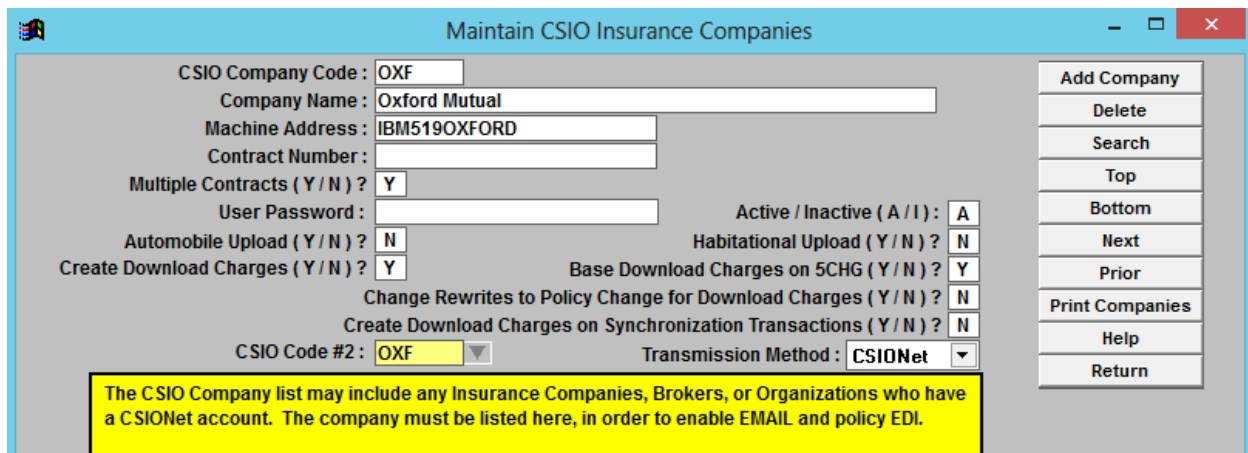 Maintain CSIO Insurance Companies
CSIO Company Code : OXF
Company Name : Oxford Mutual
Machine Address : IBM519OXFORD
Contract Number :
Multiple Contracts ( Y / N ) ? Y
User Password : Active / Inactive ( A / I ) : A
Automobile Upload ( Y / N ) ? N Habitational Upload ( Y / N ) ? N
Create Download Charges ( Y / N ) ? Y Base Download Charges on 5CHG ( Y / N ) ? Y
Change Rewrites to Policy Change for Download Charges ( Y / N ) ? N
Create Download Charges on Synchronization Transactions ( Y / N ) ? N
CSIO Code #2 : OXF Transmission Method : CSIONet
The CSIO Company list may include any Insurance Companies, Brokers, or Organizations who have
a CSIONet account. The company must be listed here, in order to enable EMAIL and policy EDI.
Add Company
Delete
Search
Top
Bottom
Next
Prior
Print Companies
Help
Return